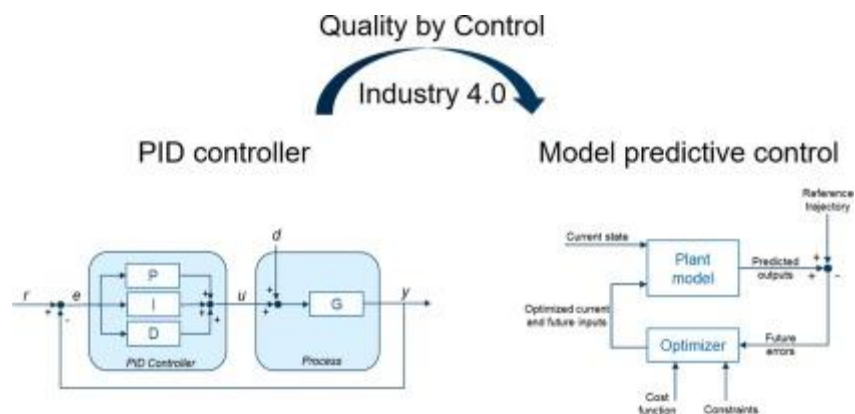 Quality by Control
Industry 4.0
PID controller
Model predictive control
r
+
-
e
P
I
D
+
+
+
PID Controller
u
d
+
+
G
Process
y
Reference
trajectory
Current state
Plant
model
Predicted
outputs
+
+
-
Optimized current
and future inputs
Optimizer
Future
errors
Cost
function
Constraints